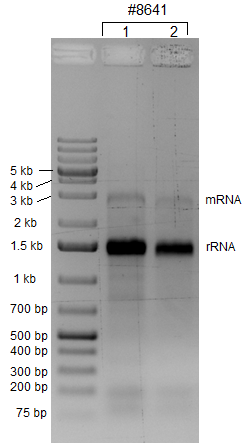 #8641
1 2
5 kb
4 kb
3 kb
mRNA
2 kb
1.5 kb
rRNA
1 kb
700 bp
500 bp
400 bp
300 bp
200 bp
75 bp